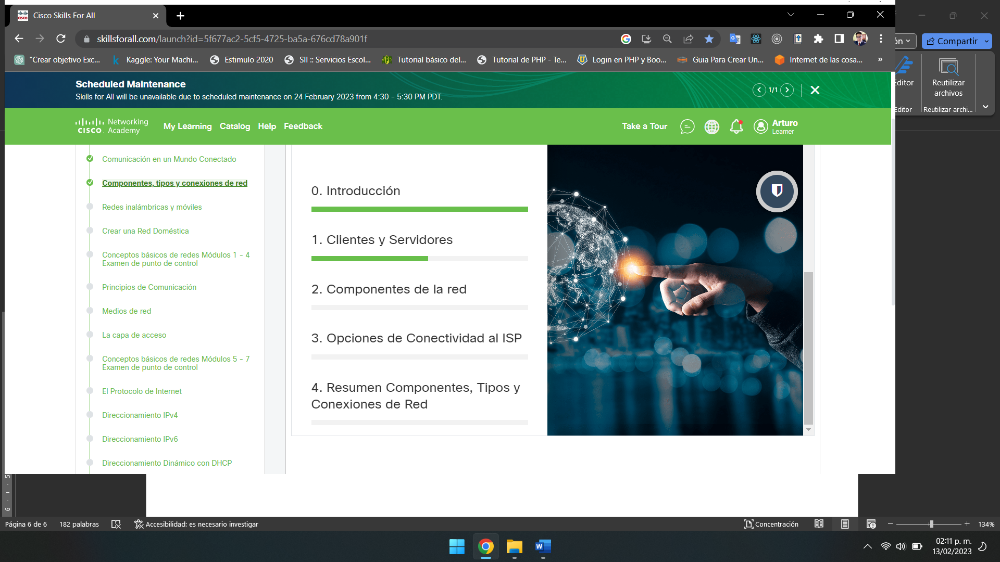 Cisco Skills For All
skillsforall.com/launch?id=5f677ac2-5cf5-4725-ba5a-676cd78a901f
ón
Compartir
"Crear objetivo Exc...
Kaggle: Your Machi...
Estimulo 2020
SII :: Servicios Escol...
Tutorial básico del...
Tutorial de PHP - Te...
Login en PHP y Boo...
Guia Para Crear Un...
Internet de las cosa...
»
Scheduled Maintenance
Skills for All will be unavailable due to scheduled maintenance on 24 February 2023 from 4:30 - 5:30 PM PDT.
1/1
Editor
Reutilizar
archivos
Editor
Reutilizar archi...
CISCO
Networking
Academy
My Learning
Catalog
Help
Feedback
Take a Tour
Arturo
Learner
Comunicación en un Mundo Conectado
Componentes, tipos y conexiones de red
Redes inalámbricas y móviles
Crear una Red Doméstica
Conceptos básicos de redes Módulos 1 - 4
Examen de punto de control
Principios de Comunicación
Medios de red
La capa de acceso
Conceptos básicos de redes Módulos 5 - 7
Examen de punto de control
El Protocolo de Internet
Direccionamiento IPv4
Direccionamiento IPv6
Direccionamiento Dinámico con DHCP
0. Introducción
1. Clientes y Servidores
2. Componentes de la red
3. Opciones de Conectividad al ISP
4. Resumen Componentes, Tipos y
Conexiones de Red
5
6
Página 6 de 6
182 palabras
Accesibilidad: es necesario investigar
Concentración
134%
02:11 p. m.
13/02/2023